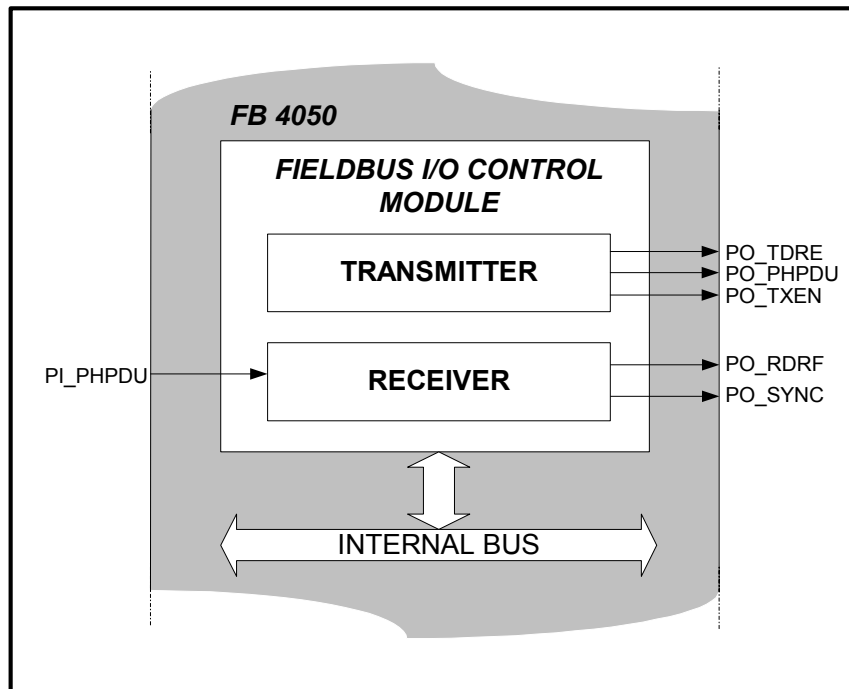 FB 4050
FIELDBUS I/O CONTROL
MODULE
TRANSMITTER
PO_TDRE
PO_PHPDU
PO_TXEN
PI_PHPDU
RECEIVER
PO_RDRF
PO_SYNC
INTERNAL BUS